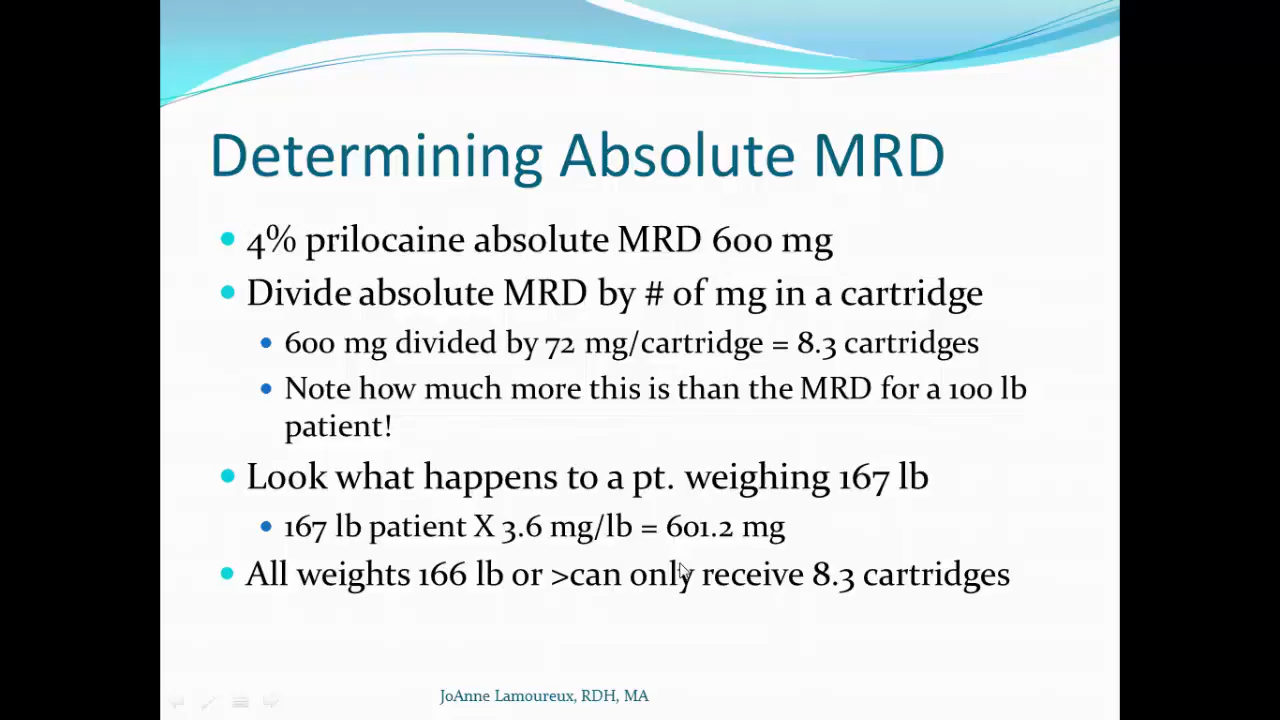 Determining Absolute MRD
• 4% prilocaine absolute MRD 600 mg
• Divide absolute MRD by # of mg in a cartridge
• 600 mg divided by 72 mg/cartridge = 8.3 cartridges
• Note how much more this is than the MRD for a 100 lb
patient!
• Look what happens to a pt. weighing 167 lb
• 167 lb patient X 3.6 mg/lb = 601.2 mg
• All weights 166 lb or >can only receive 8.3 cartridges
JoAnne Lamoureux, RDH, MA